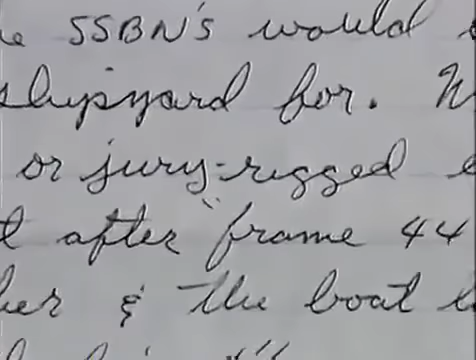 SSBN's would
shipyard for.
or jury-rigged
after "frame 44
& the boat